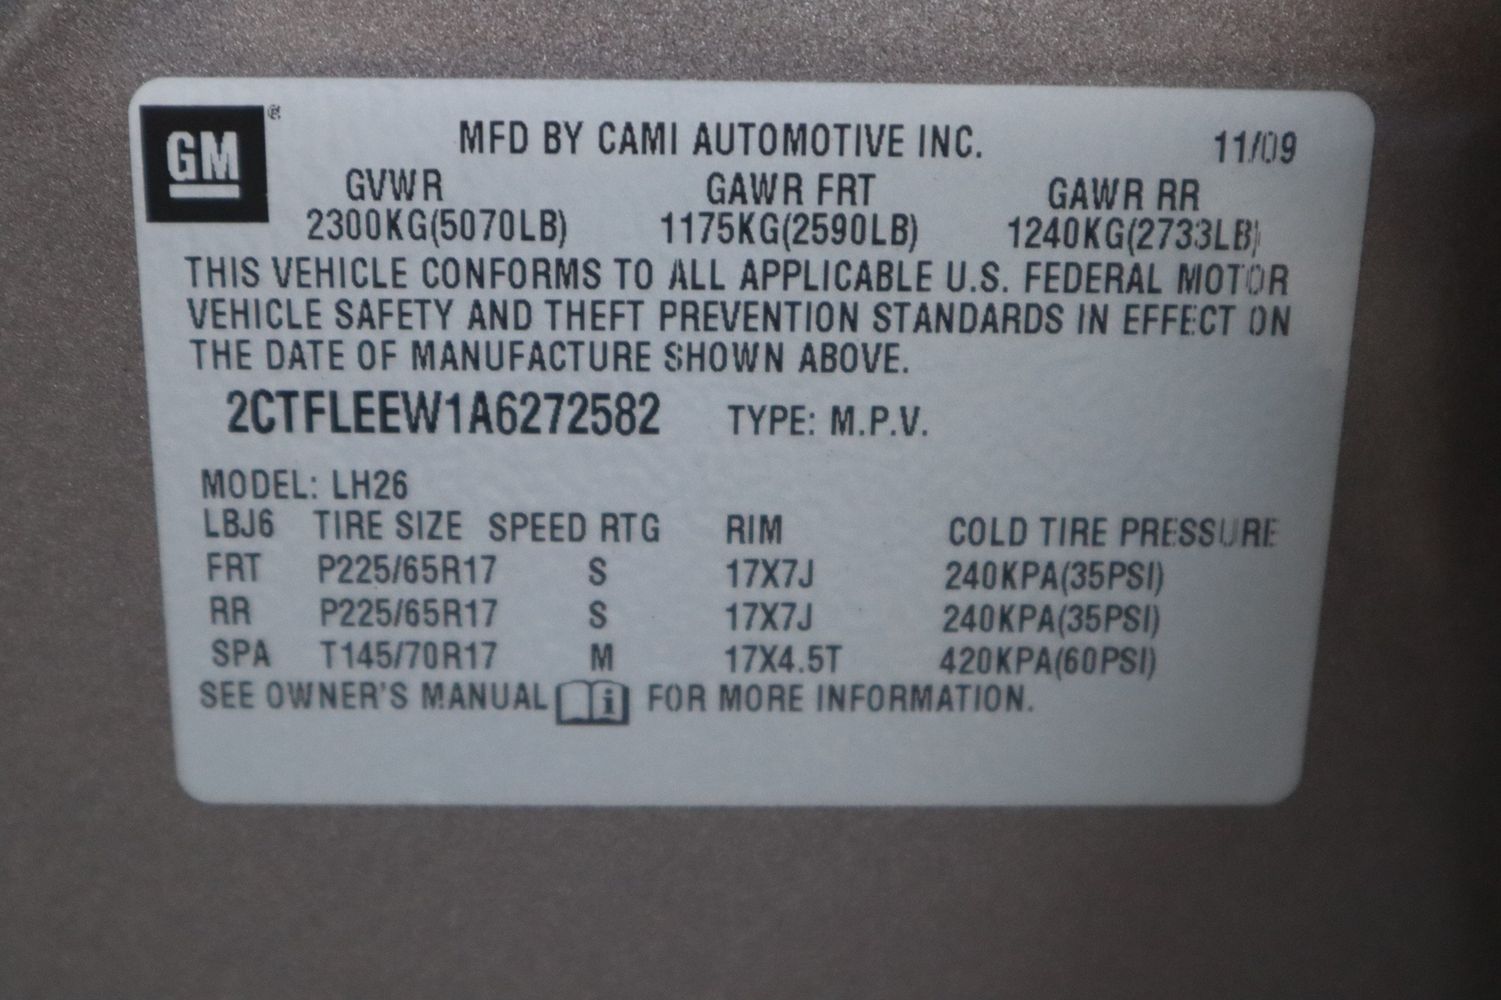 GM ®
MFD BY CAMI AUTOMOTIVE INC. 11/09
GVWR GAWR FRT GAWR RR
2300KG(5070LB) 1175KG(2590LB) 1240KG(2733LB)
THIS VEHICLE CONFORMS TO ALL APPLICABLE U.S. FEDERAL MOTOR
VEHICLE SAFETY AND THEFT PREVENTION STANDARDS IN EFFECT ON
THE DATE OF MANUFACTURE SHOWN ABOVE.
2CTFLEEW1A6272582 TYPE: M.P.V.
MODEL: LH26
LBJ6 TIRE SIZE SPEED RTG RIM COLD TIRE PRESSURE
FRT P225/65R17 S 17X7J 240KPA(35PSI)
RR P225/65R17 S 17X7J 240KPA(35PSI)
SPA T145/70R17 M 17X4.5T 420KPA(60PSI)
SEE OWNER'S MANUAL i FOR MORE INFORMATION.